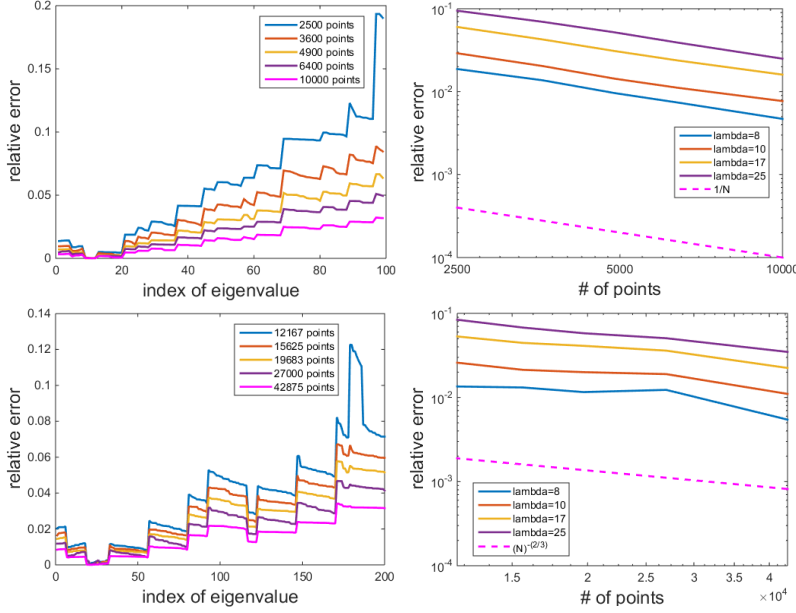 0.2
0.15
0.1
0.05
0
relative error
2500 points
3600 points
4900 points
6400 points
10000 points
0 20 40 60 80 100
index of eigenvalue
10^-1
10^-2
10^-3
10^-4
relative error
lambda=8
lambda=10
lambda=17
lambda=25
1/N
2500 5000 10000
# of points
0.14
0.12
0.1
0.08
0.06
0.04
0.02
0
relative error
12167 points
15625 points
19683 points
27000 points
42875 points
0 50 100 150 200
index of eigenvalue
10^-1
10^-2
10^-3
10^-4
relative error
lambda=8
lambda=10
lambda=17
lambda=25
(N)^-(2/3)
1.5 2 2.5 3 3.5 4
×10^4
# of points